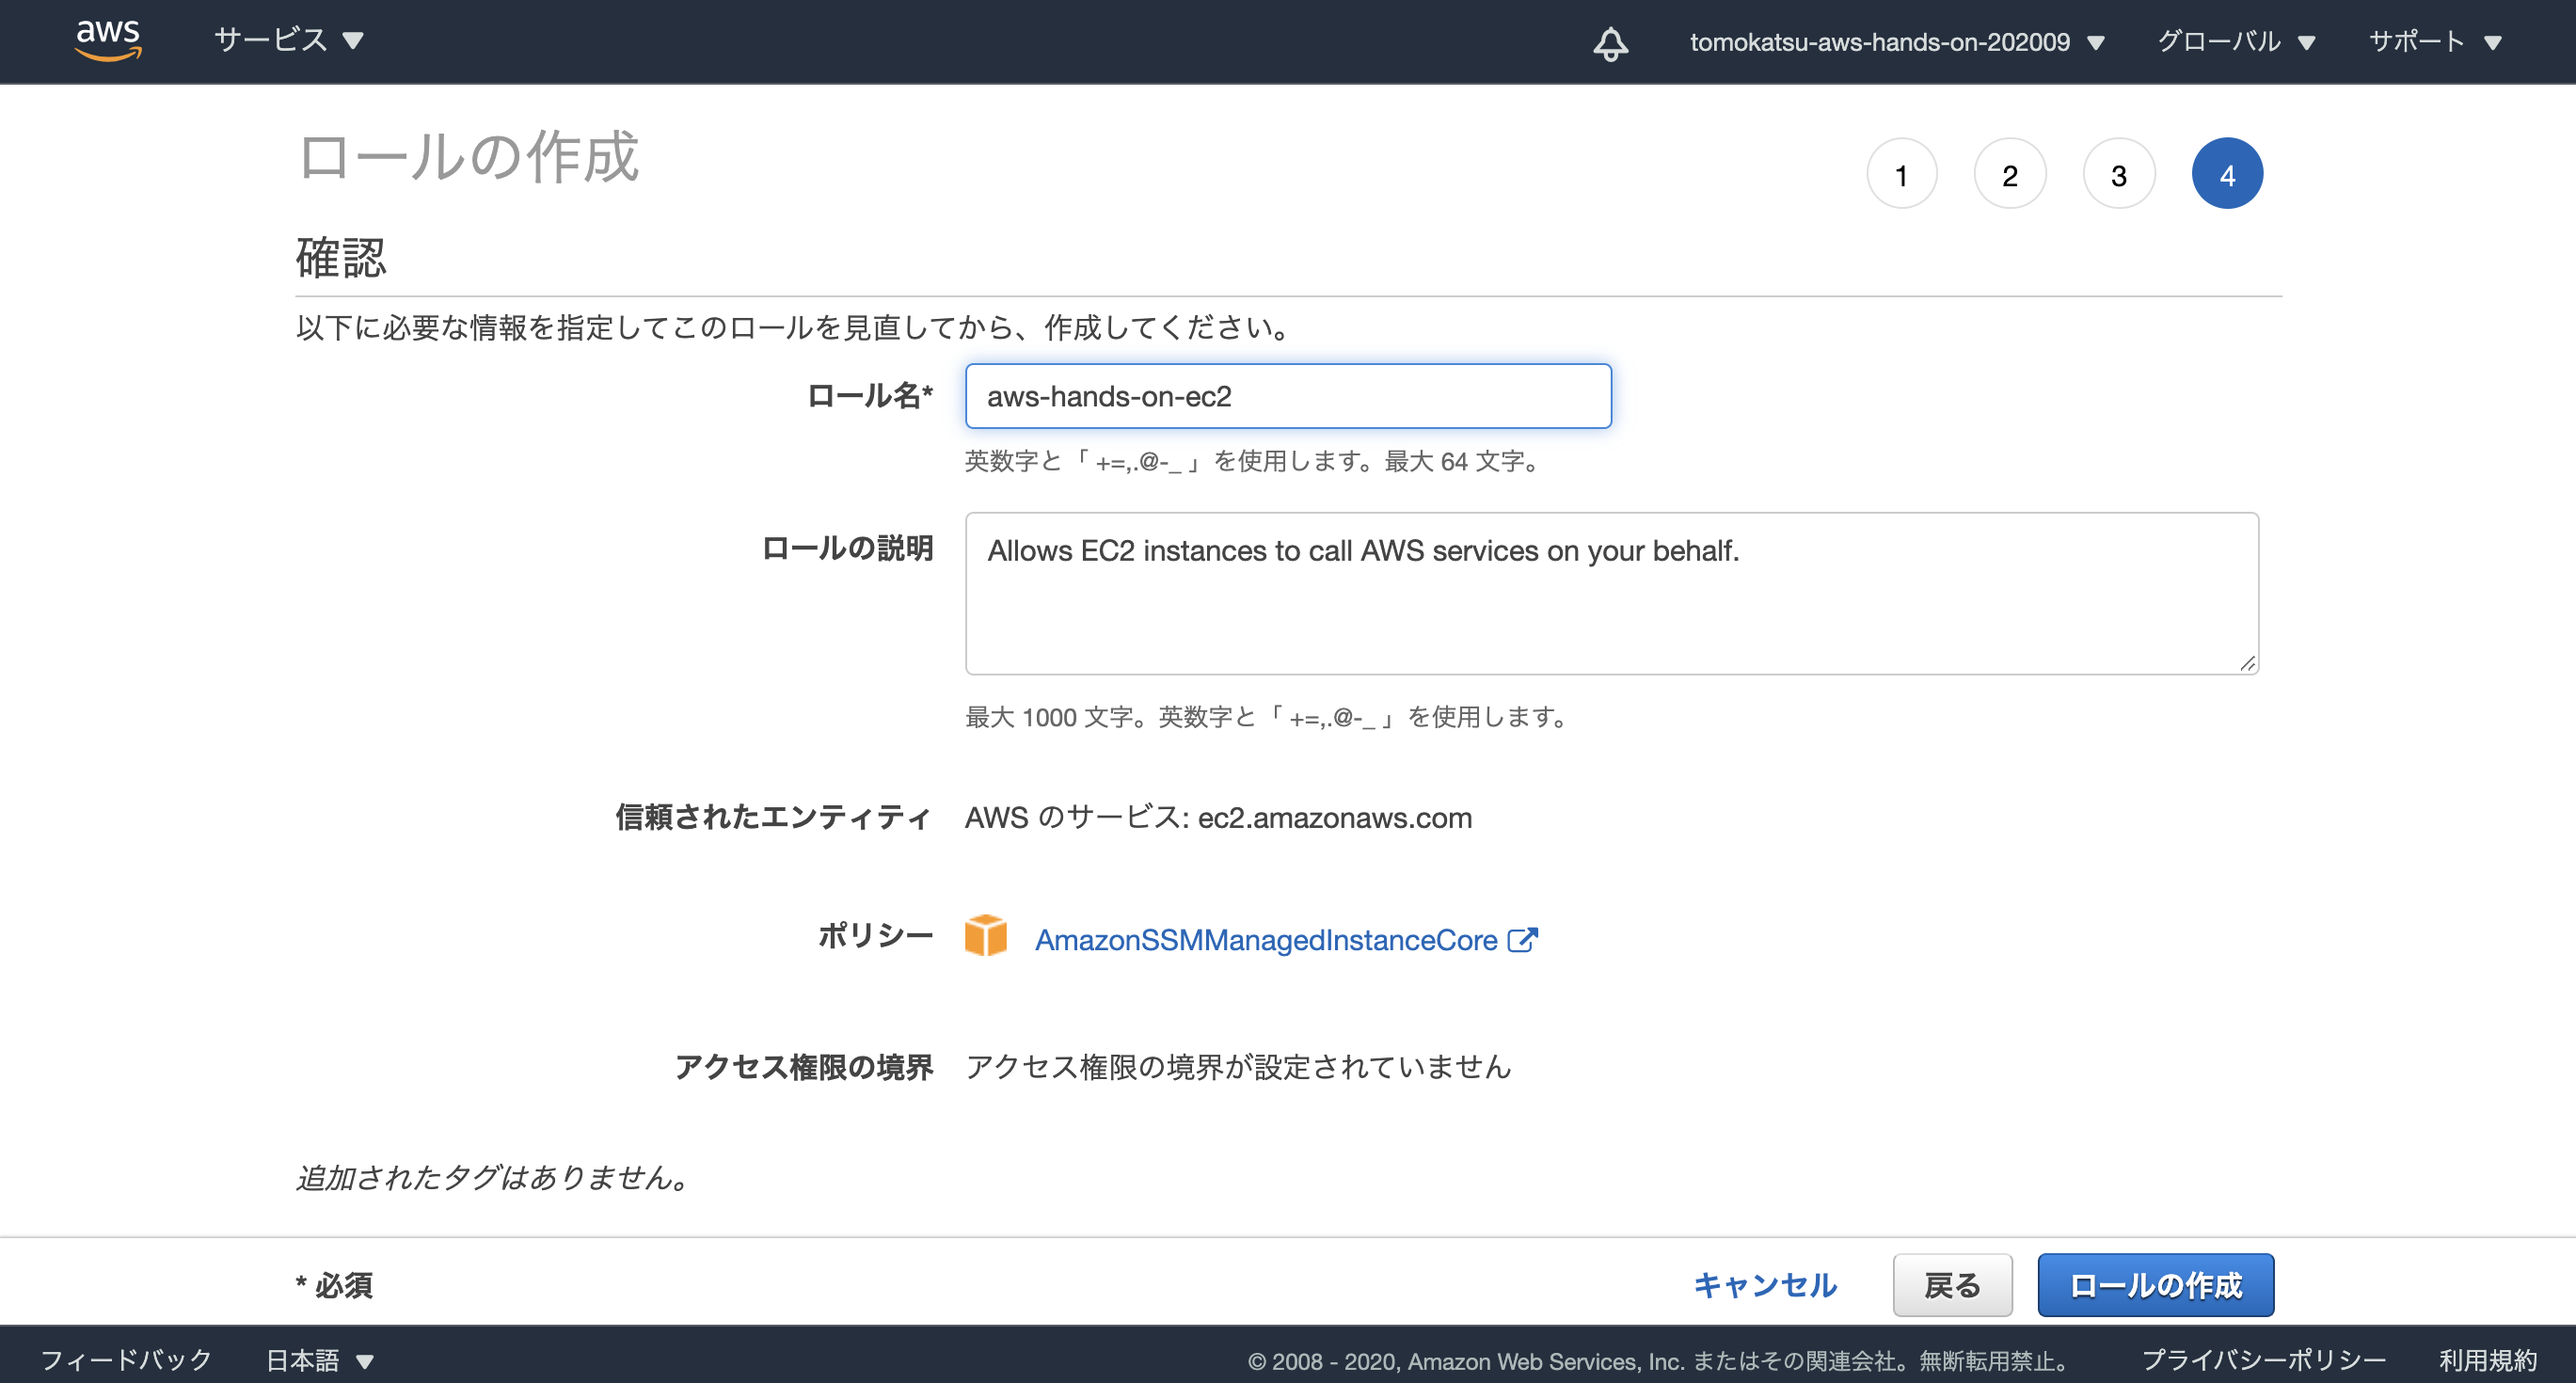 aws サービス ▼ tomokatsu-aws-hands-on-202009 ▼ グローバル ▼ サポート ▼
ロールの作成
1 2 3 4
確認
以下に必要な情報を指定してこのロールを見直してから、作成してください。
ロール名* aws-hands-on-ec2
英数字と「 +=,.@-_ 」を使用します。最大 64 文字。
ロールの説明 Allows EC2 instances to call AWS services on your behalf.
最大 1000 文字。英数字と「 +=,.@-_ 」を使用します。
信頼されたエンティティ AWS のサービス: ec2.amazonaws.com
ポリシー AmazonSSMManagedInstanceCore
アクセス権限の境界 アクセス権限の境界が設定されていません
追加されたタグはありません。
* 必須 キャンセル 戻る ロールの作成
フィードバック 日本語 ▼ © 2008 - 2020, Amazon Web Services, Inc. またはその関連会社。無断転用禁止。 プライバシーポリシー 利用規約